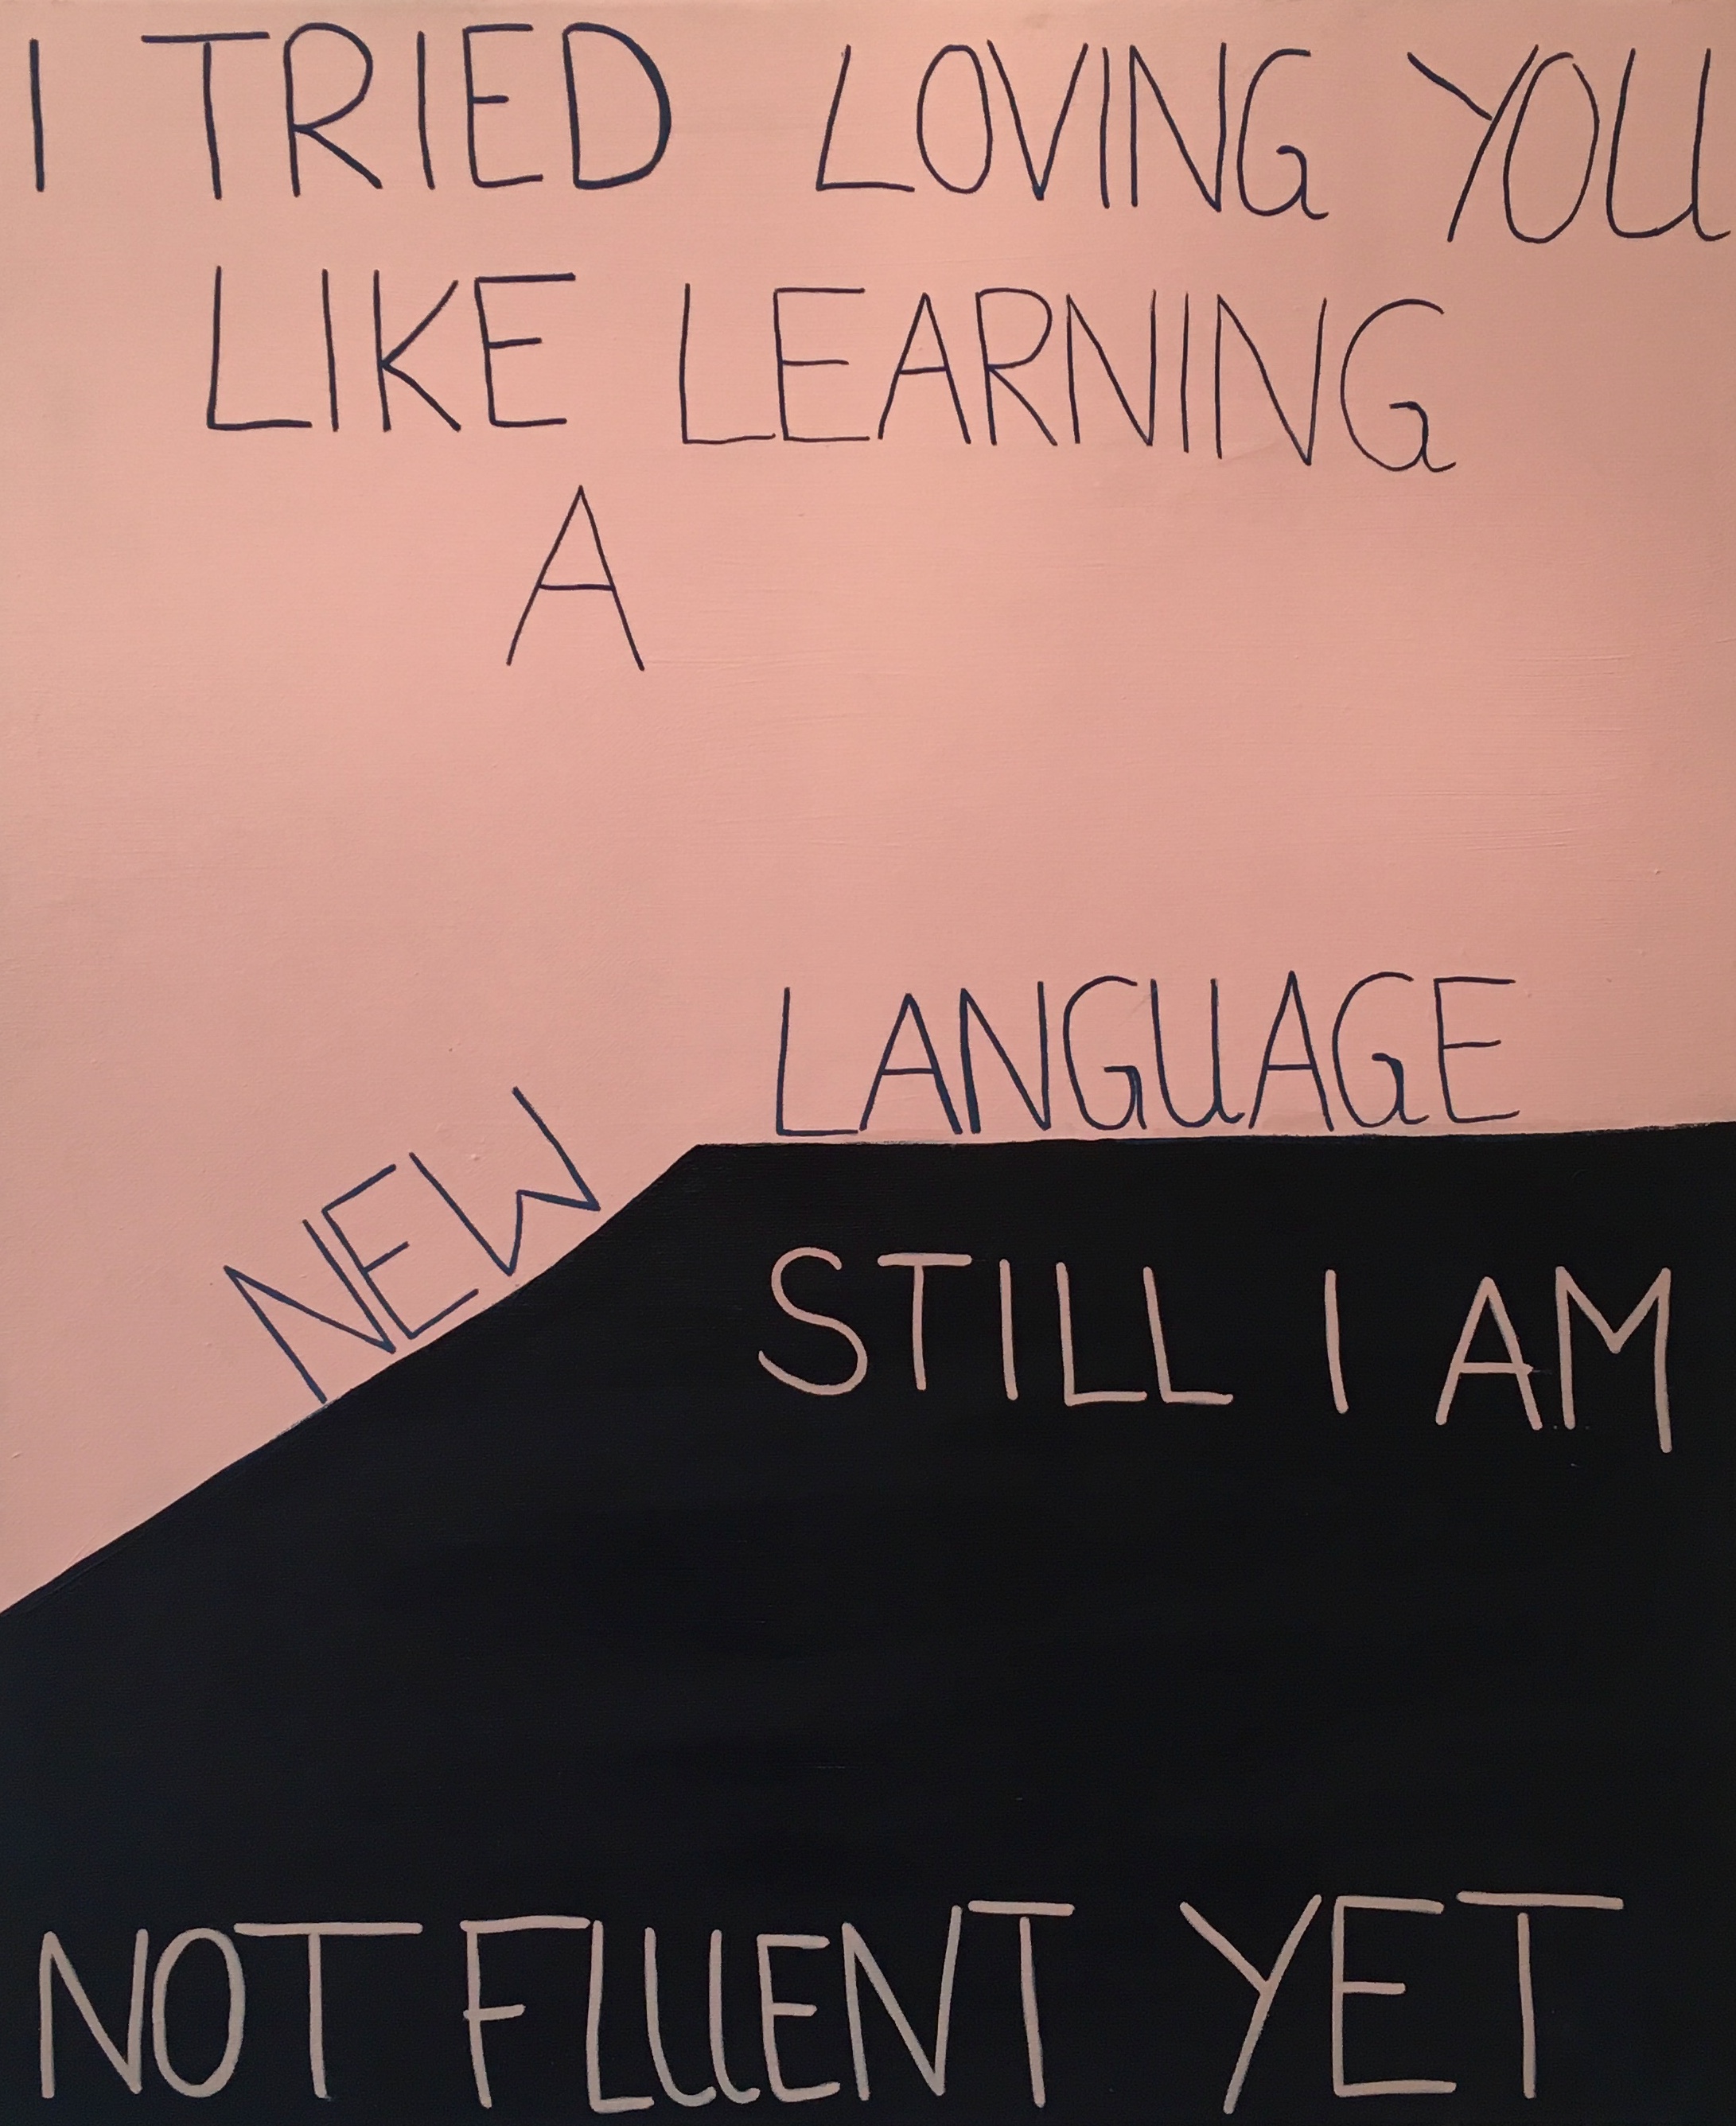 I TRIED LOVING YOU
LIKE LEARNING
A
NEW
LANGUAGE
STILL I AM
NOT FLUENT YET